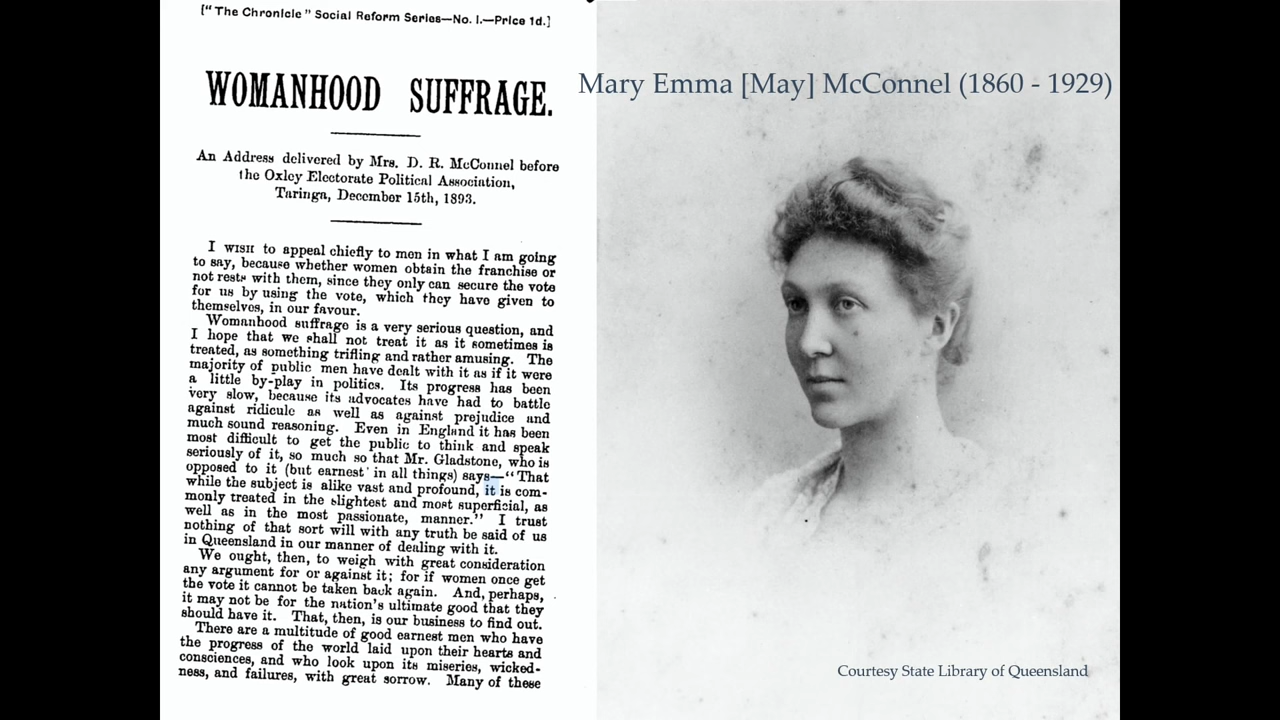 ["The Chronicle" Social Reform Series—No. I.—Price 1d.]
WOMANHOOD SUFFRAGE.
An Address delivered by Mrs. D. R. McConnel before
the Oxley Electorate Political Association,
Taringa, December 15th, 1893.
I WISH to appeal chiefly to men in what I am going
to say, because whether women obtain the franchise or
not rests with them, since they only can secure the vote
for us by using the vote, which they have given to
themselves, in our favour.
Womanhood suffrage is a very serious question, and
I hope that we shall not treat it as it sometimes is
treated, as something trifling and rather amusing. The
majority of public men have dealt with it as if it were
a little by-play in politics. Its progress has been
very slow, because its advocates have had to battle
against ridicule as well as against prejudice and
much sound reasoning. Even in England it has been
most difficult to get the public to think and speak
seriously of it, so much so that Mr. Gladstone, who is
opposed to it (but earnest in all things) says—"That
while the subject is alike vast and profound, it is com-
monly treated in the slightest and most superficial, as
well as in the most passionate, manner." I trust
nothing of that sort will with any truth be said of us
in Queensland in our manner of dealing with it.
We ought, then, to weigh with great consideration
any argument for or against it; for if women once get
the vote it cannot be taken back again. And, perhaps,
it may not be for the nation's ultimate good that they
should have it. That, then, is our business to find out.
There are a multitude of good earnest men who have
the progress of the world laid upon their hearts and
consciences, and who look upon its miseries, wicked-
ness, and failures, with great sorrow. Many of these
Mary Emma [May] McConnel (1860 - 1929)
Courtesy State Library of Queensland